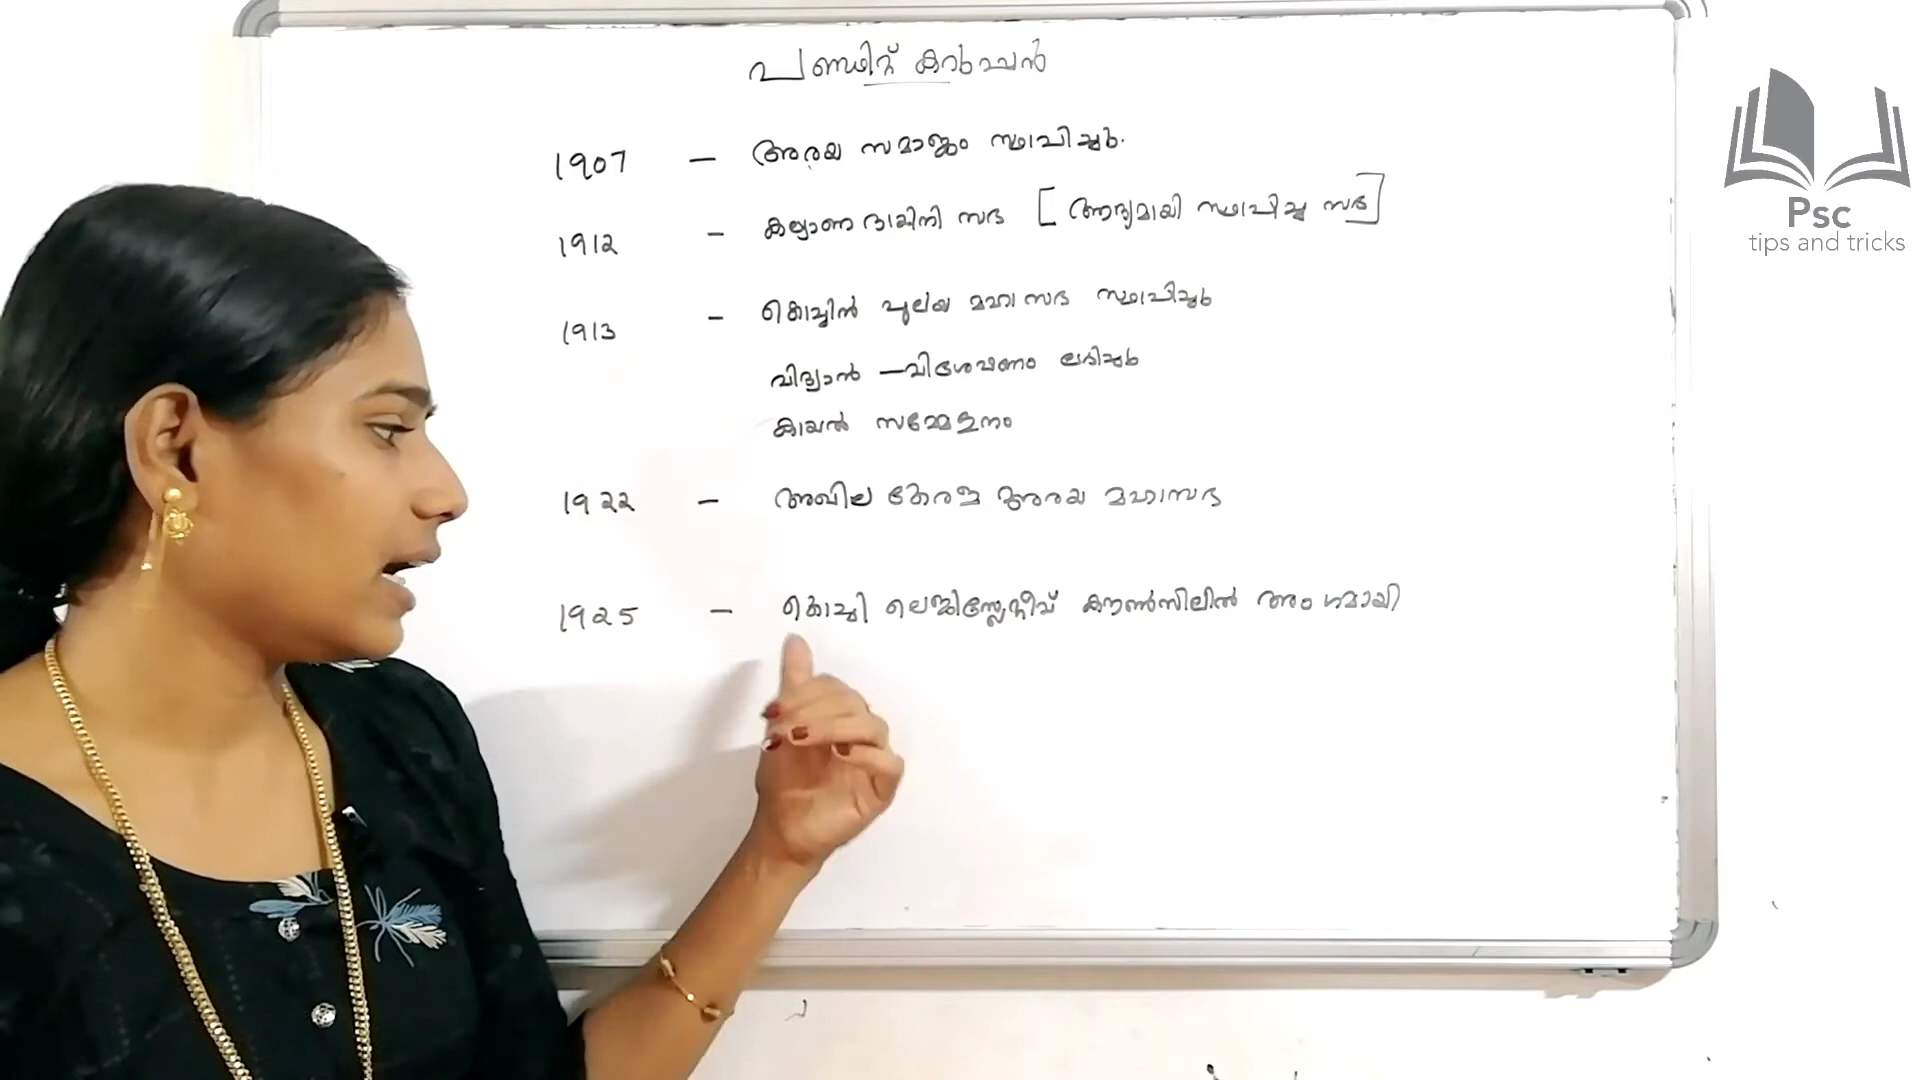 പണ്ഡിറ്റ് കറുപ്പൻ
1907 – അരയ സമാജം സ്ഥാപിച്ചു.
1912 – കല്യാണ ദായിനി സഭ [ആദ്യമായി സ്ഥാപിച്ച സഭ]
1913 – കൊച്ചിൻ പുലയ മഹാ സഭ സ്ഥാപിച്ചു
വിദ്വാൻ – വിശേഷണം ലഭിച്ചു
കായൽ സമ്മേളനം
1922 – അഖില കേരള അരയ മഹാസഭ
1925 – കൊച്ചി ലെജിസ്ലേറ്റീവ് കൗൺസിലിൽ അംഗമായി
Psc
tips and tricks